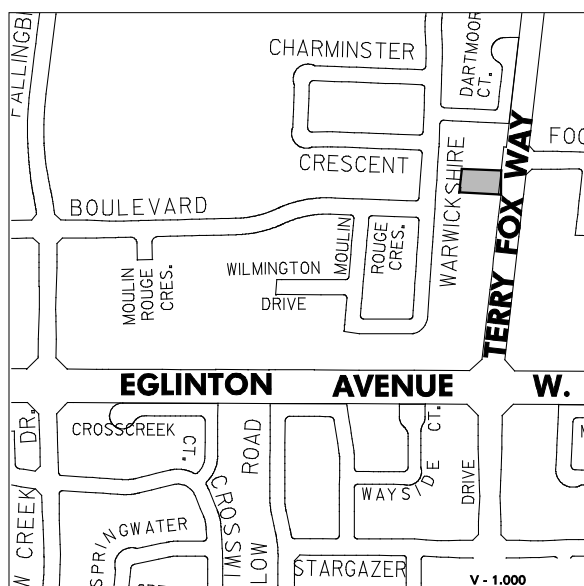 CHARMINSTER
DARTMOOR
CT.
CRESCENT
WARWICKSHIRE
TERRY FOX WAY
BOULEVARD
MOULIN
ROUGE
CRES.
WILMINGTON
DRIVE
MOULIN
ROUGE
CRES.
EGLINTON AVENUE W.
DR.
CROSSCREEK
CT.
ROAD
WAYSIDE CT.
DRIVE
SPRINGWATER
CREEK
STARGAZER
V - 1.000